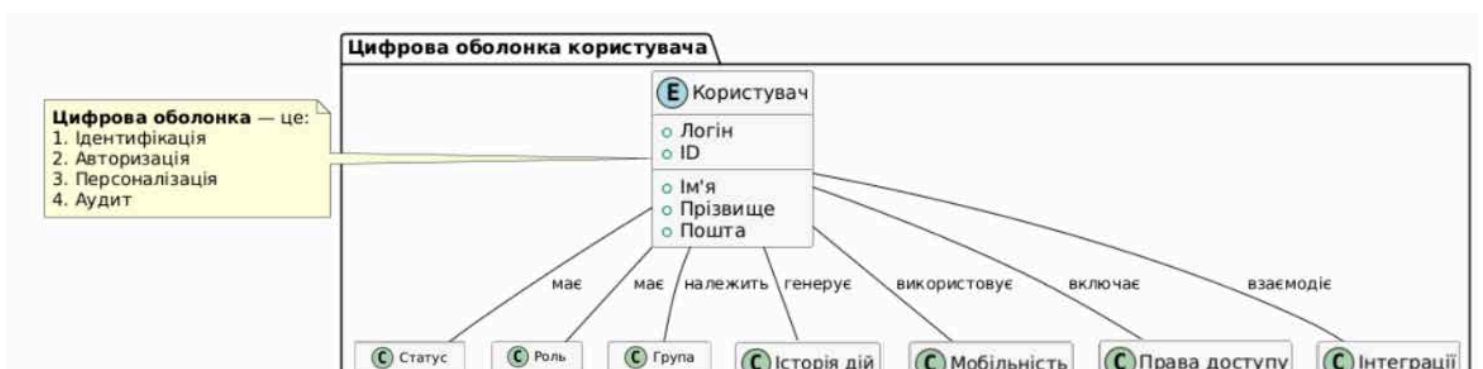 Цифрова оболонка користувача
Цифрова оболонка — це:
1. Ідентифікація
2. Авторизація
3. Персоналізація
4. Аудит
E Користувач
Логін
ID
Ім'я
Прізвище
Пошта
має
має
належить
генерує
використовує
включає
взаємодіє
C Статус
C Роль
C Група
C Історія дій
C Мобільність
C Права доступу
C Інтеграції